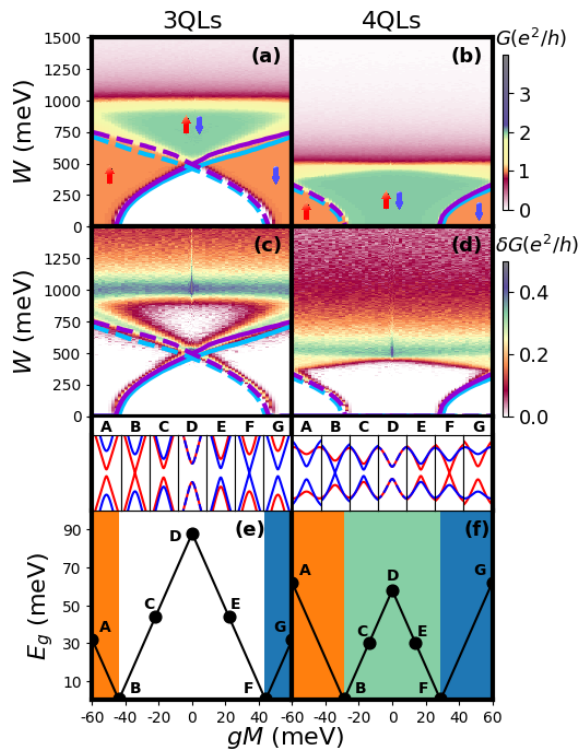 3QLs 4QLs
G(e²/h)
(a) (b)
W (meV)
1500
1250
1000
750
500
250
0
3
2
1
0
δG(e²/h)
(c) (d)
W (meV)
1250
1000
750
500
250
0
0.4
0.2
0.0
A B C D E F G A B C D E F G
(e) (f)
E_g (meV)
90
70
50
30
10
A B C D E F G
A B C D E F G
-60 -40 -20 0 20 40 -60 -40 -20 0 20 40 60
gM (meV)